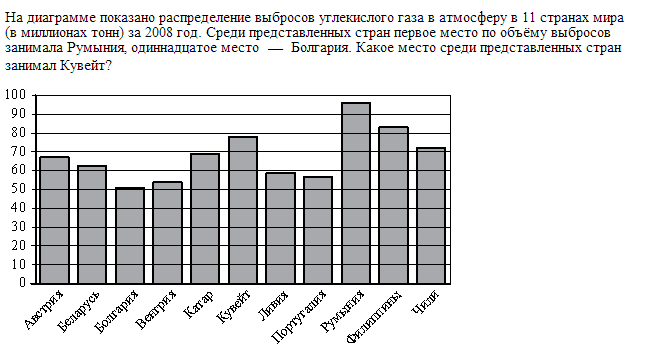 На диаграмме показано распределение выбросов углекислого газа в атмосферу в 11 странах мира
(в миллионах тонн) за 2008 год. Среди представленных стран первое место по объёму выбросов
занимала Румыния, одиннадцатое место — Болгария. Какое место среди представленных стран
занимал Кувейт?
100
90
80
70
60
50
40
30
20
10
0
Австрия
Беларусь
Болгария
Венгрия
Катар
Кувейт
Ливия
Португалия
Румыния
Филиппины
Чили